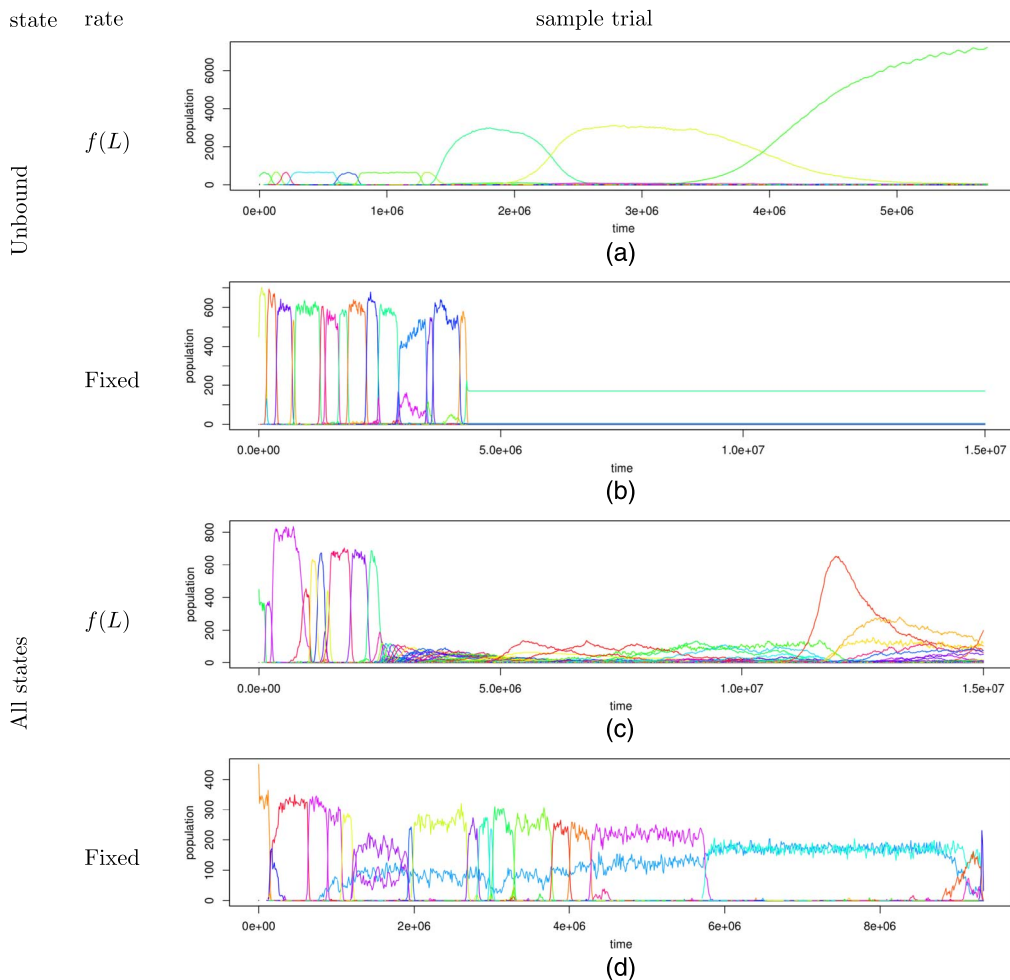 state rate sample trial
Unbound
f(L)
population
0 2000 4000 6000
0e+00 1e+06 2e+06 3e+06 4e+06 5e+06
time
(a)
Fixed
population
0 200 400 600
0.0e+00 5.0e+06 1.0e+07 1.5e+07
time
(b)
All states
f(L)
population
0 200 400 600 800
0.0e+00 5.0e+06 1.0e+07 1.5e+07
time
(c)
Fixed
population
0 100 200 300 400
0e+00 2e+06 4e+06 6e+06 8e+06
time
(d)